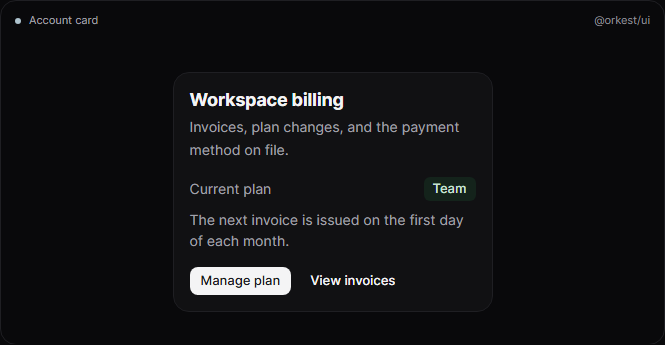 Account card
@orkest/ui
Workspace billing
Invoices, plan changes, and the payment
method on file.
Current plan
Team
The next invoice is issued on the first day
of each month.
Manage plan
View invoices